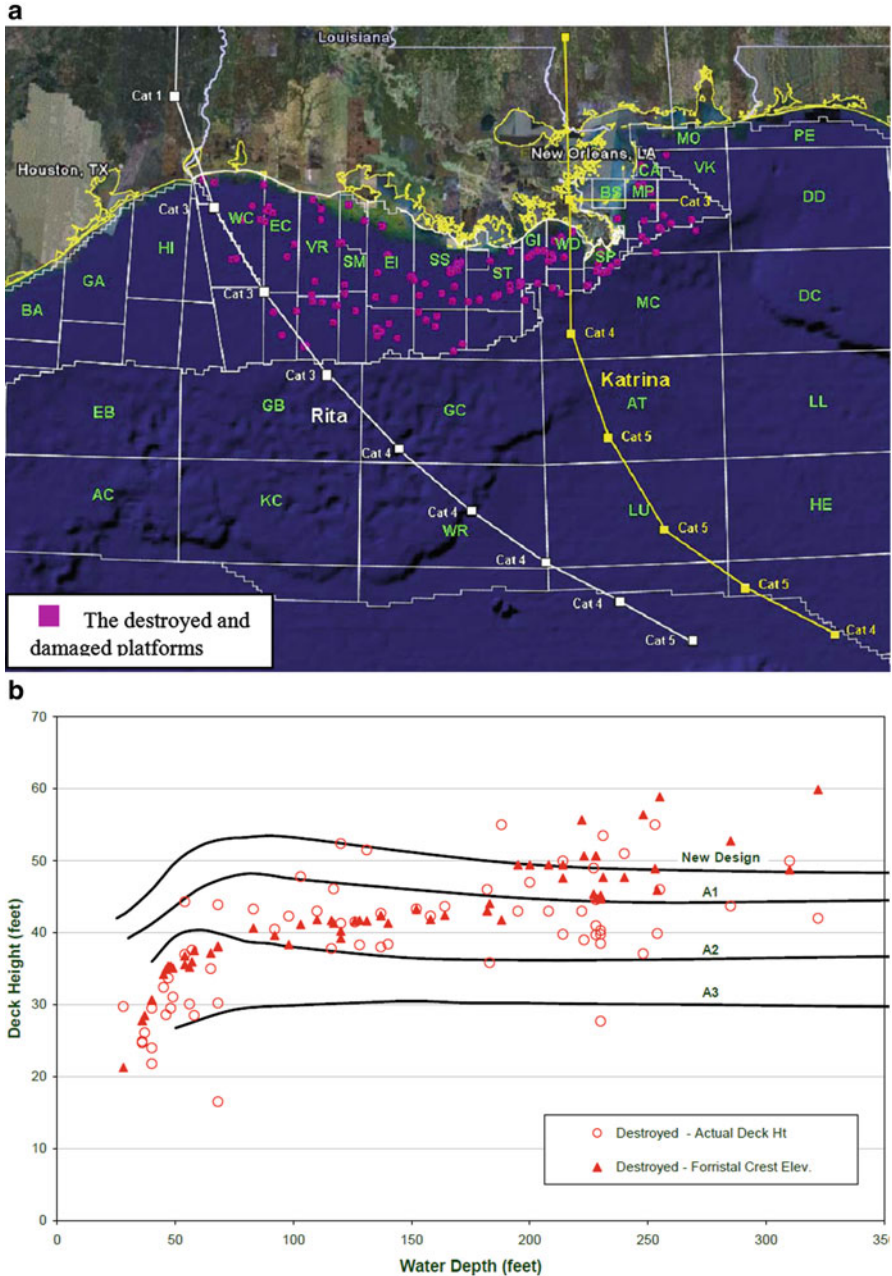 a
Louisiana
Cat 1
MO
PE
New Orleans, LA
Houston, TX
CA
VK
BS
MP
Cat 3
DD
Cat 3
WC
EC
HI
VR
GI
WD
SM
EI
SS
SP
ST
GA
Cat 3
BA
MC
DC
Cat 4
Cat 3
Katrina
EB
GB
Rita
GC
AT
LL
Cat 5
Cat 4
AC
KC
Cat 4
WR
LU
HE
Cat 5
Cat 4
Cat 5
Cat 4
Cat 5
Cat 4
The destroyed and
damaged platforms
b
70
60
50
40
30
20
10
0
Deck Height (feet)
New Design
A1
A2
A3
Destroyed - Actual Deck Ht
Destroyed - Forristal Crest Elev.
0
50
100
150
200
250
300
350
Water Depth (feet)